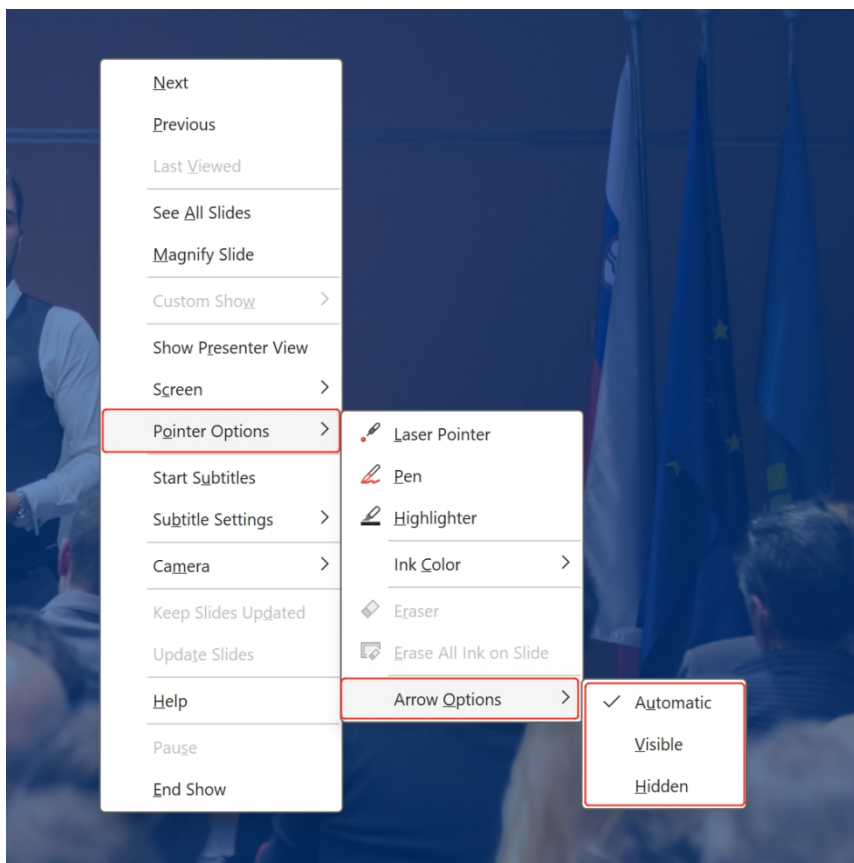 Next
Previous
Last Viewed
See All Slides
Magnify Slide
Custom Show
Show Presenter View
Screen
Pointer Options
Start Subtitles
Subtitle Settings
Camera
Keep Slides Updated
Update Slides
Help
Pause
End Show
Laser Pointer
Pen
Highlighter
Ink Color
Eraser
Erase All Ink on Slide
Arrow Options
Automatic
Visible
Hidden